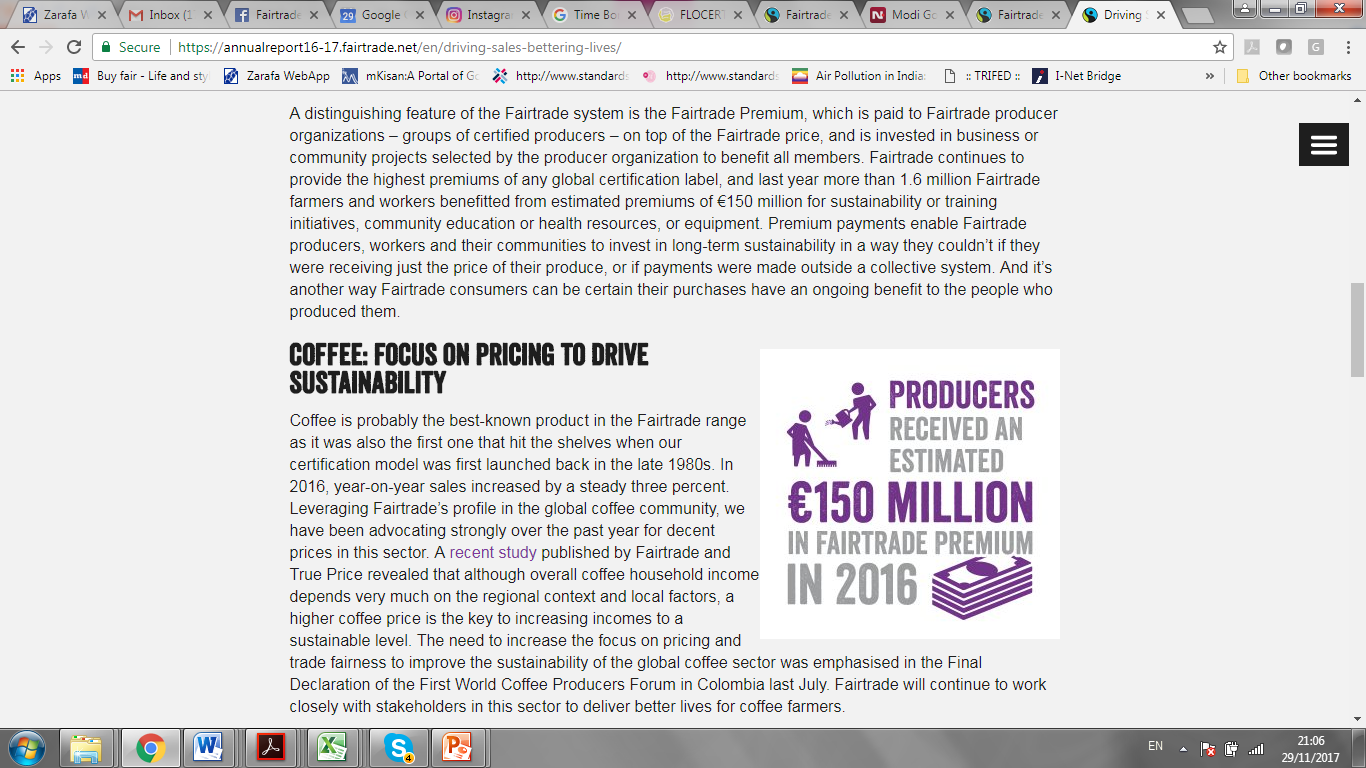 Zarafa W
Inbox (1
Fairtrade
Google
Instagra
Time Bo
FLOCERT
Fairtrade
Modi Go
Fairtrade
Driving
Secure
https://annualreport16-17.fairtrade.net/en/driving-sales-bettering-lives/
Apps
Buy fair - Life and sty
Zarafa WebApp
mKisan:A Portal of Go
http://www.standards
http://www.standards
Air Pollution in India:
:: TRIFED ::
I-Net Bridge
»
Other bookmarks
A distinguishing feature of the Fairtrade system is the Fairtrade Premium, which is paid to Fairtrade producer
organizations – groups of certified producers – on top of the Fairtrade price, and is invested in business or
community projects selected by the producer organization to benefit all members. Fairtrade continues to
provide the highest premiums of any global certification label, and last year more than 1.6 million Fairtrade
farmers and workers benefitted from estimated premiums of €150 million for sustainability or training
initiatives, community education or health resources, or equipment. Premium payments enable Fairtrade
producers, workers and their communities to invest in long-term sustainability in a way they couldn’t if they
were receiving just the price of their produce, or if payments were made outside a collective system. And it’s
another way Fairtrade consumers can be certain their purchases have an ongoing benefit to the people who
produced them.
COFFEE: FOCUS ON PRICING TO DRIVE
SUSTAINABILITY
Coffee is probably the best-known product in the Fairtrade range
as it was also the first one that hit the shelves when our
certification model was first launched back in the late 1980s. In
2016, year-on-year sales increased by a steady three percent.
Leveraging Fairtrade’s profile in the global coffee community, we
have been advocating strongly over the past year for decent
prices in this sector. A recent study published by Fairtrade and
True Price revealed that although overall coffee household income
depends very much on the regional context and local factors, a
higher coffee price is the key to increasing incomes to a
sustainable level. The need to increase the focus on pricing and
trade fairness to improve the sustainability of the global coffee sector was emphasised in the Final
Declaration of the First World Coffee Producers Forum in Colombia last July. Fairtrade will continue to work
closely with stakeholders in this sector to deliver better lives for coffee farmers.
PRODUCERS
RECEIVED AN
ESTIMATED
€150 MILLION
IN FAIRTRADE PREMIUM
IN 2016
EN
21:06
29/11/2017